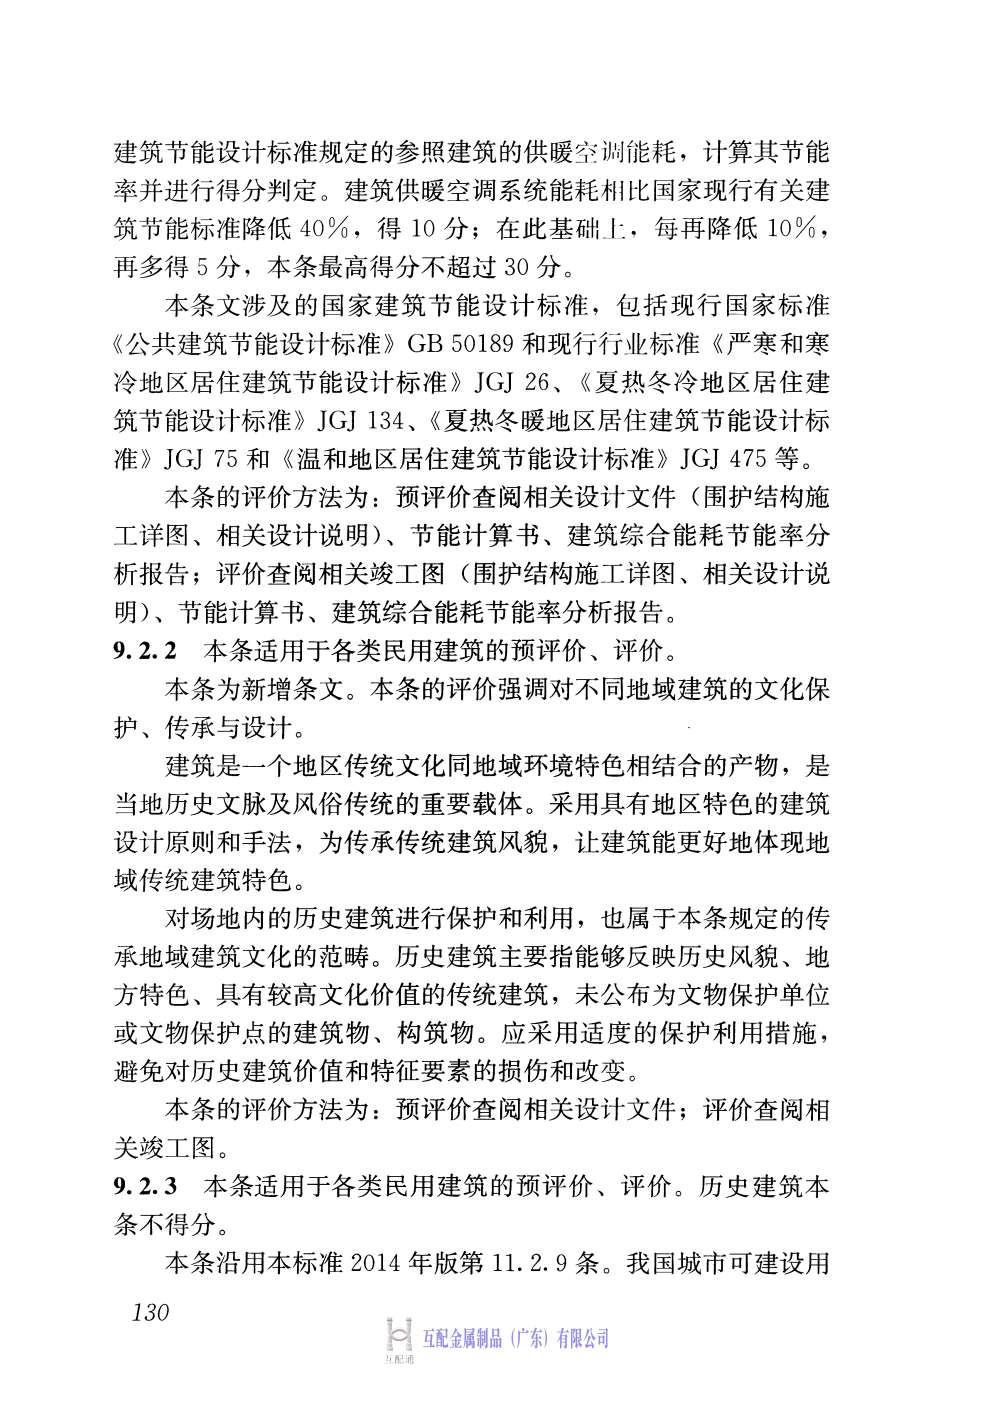 建筑节能设计标准规定的参照建筑的供暖空调能耗，计算其节能
率并进行得分判定。建筑供暖空调系统能耗相比国家现行有关建
筑节能标准降低 40%，得 10 分；在此基础上，每再降低 10%，
再多得 5 分，本条最高得分不超过 30 分。
本条文涉及的国家建筑节能设计标准，包括现行国家标准
《公共建筑节能设计标准》GB 50189 和现行行业标准《严寒和寒
冷地区居住建筑节能设计标准》JGJ 26、《夏热冬冷地区居住建
筑节能设计标准》JGJ 134、《夏热冬暖地区居住建筑节能设计标
准》JGJ 75 和《温和地区居住建筑节能设计标准》JGJ 475 等。
本条的评价方法为：预评价查阅相关设计文件（围护结构施
工详图、相关设计说明）、节能计算书、建筑综合能耗节能率分
析报告；评价查阅相关竣工图（围护结构施工详图、相关设计说
明）、节能计算书、建筑综合能耗节能率分析报告。
9.2.2 本条适用于各类民用建筑的预评价、评价。
本条为新增条文。本条的评价强调对不同地域建筑的文化保
护、传承与设计。
建筑是一个地区传统文化同地域环境特色相结合的产物，是
当地历史文脉及风俗传统的重要载体。采用具有地区特色的建筑
设计原则和手法，为传承传统建筑风貌，让建筑能更好地体现地
域传统建筑特色。
对场地内的历史建筑进行保护和利用，也属于本条规定的传
承地域建筑文化的范畴。历史建筑主要指能够反映历史风貌、地
方特色、具有较高文化价值的传统建筑，未公布为文物保护单位
或文物保护点的建筑物、构筑物。应采用适度的保护利用措施，
避免对历史建筑价值和特征要素的损伤和改变。
本条的评价方法为：预评价查阅相关设计文件；评价查阅相
关竣工图。
9.2.3 本条适用于各类民用建筑的预评价、评价。历史建筑本
条不得分。
本条沿用本标准 2014 年版第 11.2.9 条。我国城市可建设用
130
互配金属制品（广东）有限公司
互配通